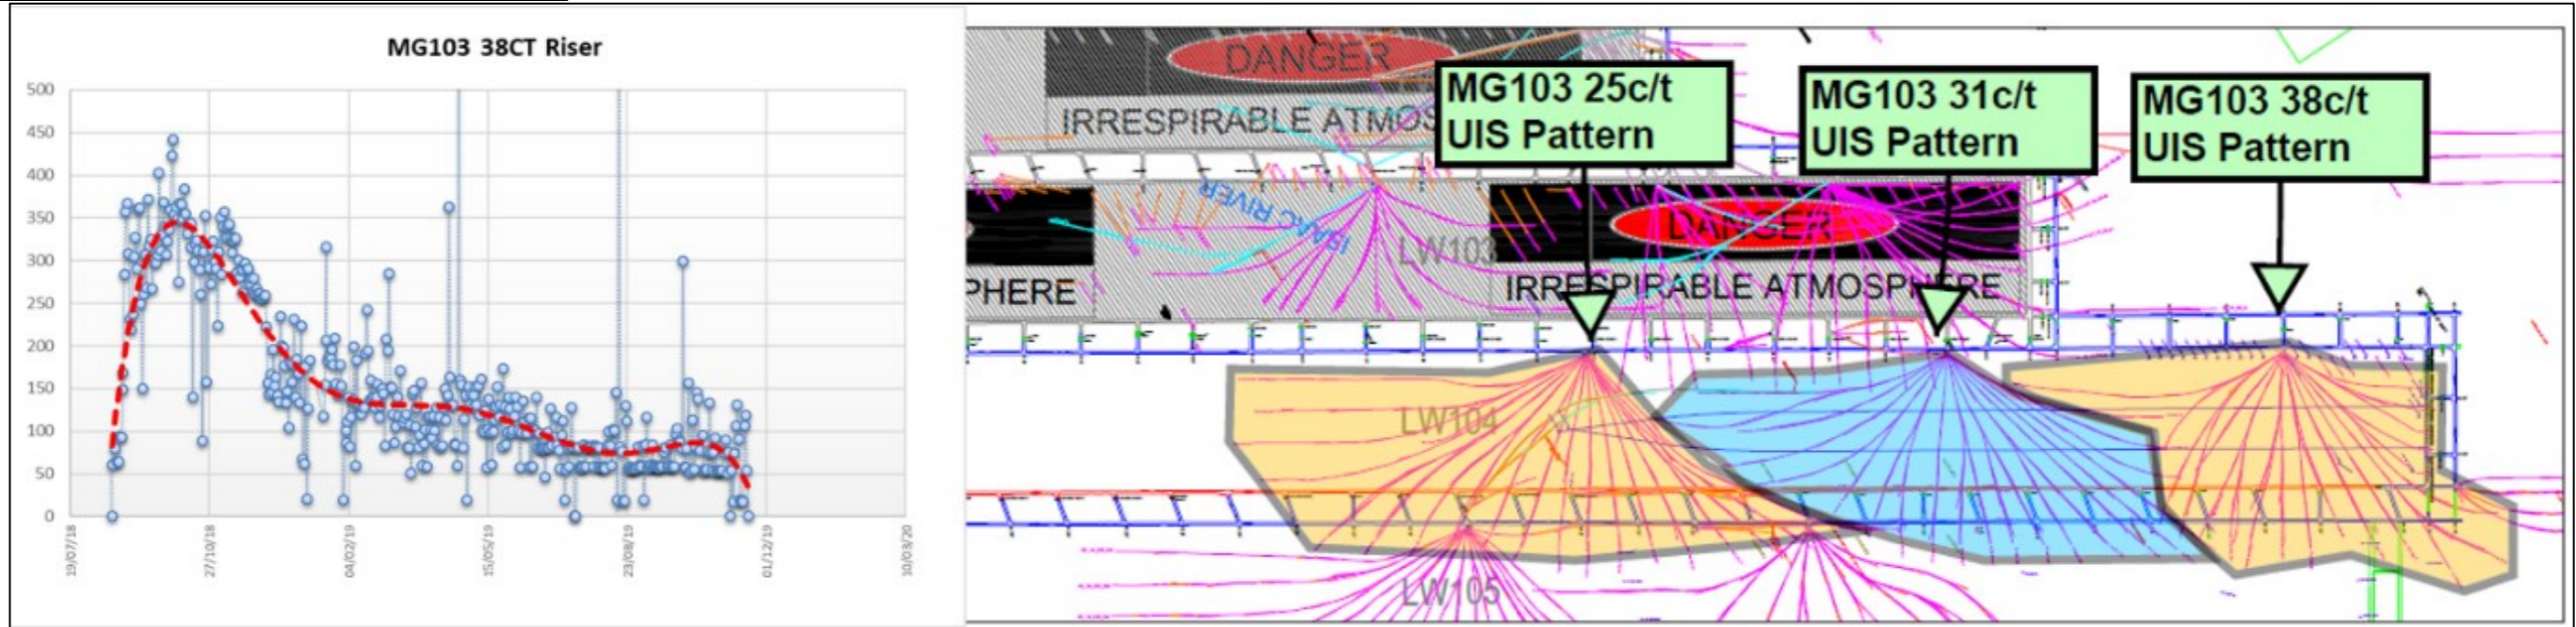 MG103 38CT Riser
500
450
400
350
300
250
200
150
100
50
0
19/07/18
27/10/18
04/02/19
15/05/19
23/08/19
01/12/19
10/03/20
DANGER
IRRESPIRABLE ATMOS
MG103 25c/t
UIS Pattern
MG103 31c/t
UIS Pattern
MG103 38c/t
UIS Pattern
ISAAC RIVER
LW103
DANGER
PHERE
IRRESPIRABLE ATMOSPHERE
LW104
LW105